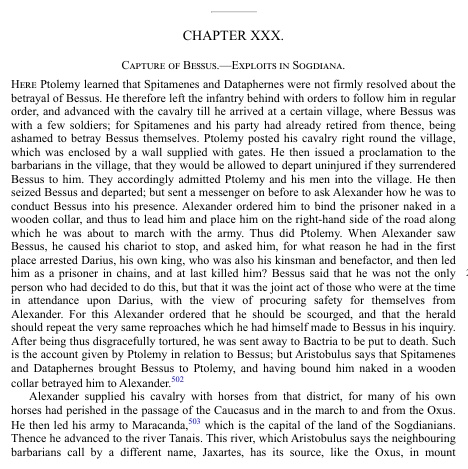 CHAPTER XXX.
Capture of Bessus.—Exploits in Sogdiana.
Here Ptolemy learned that Spitamenes and Dataphernes were not firmly resolved about the
betrayal of Bessus. He therefore left the infantry behind with orders to follow him in regular
order, and advanced with the cavalry till he arrived at a certain village, where Bessus was
with a few soldiers; for Spitamenes and his party had already retired from thence, being
ashamed to betray Bessus themselves. Ptolemy posted his cavalry right round the village,
which was enclosed by a wall supplied with gates. He then issued a proclamation to the
barbarians in the village, that they would be allowed to depart uninjured if they surrendered
Bessus to him. They accordingly admitted Ptolemy and his men into the village. He then
seized Bessus and departed; but sent a messenger on before to ask Alexander how he was to
conduct Bessus into his presence. Alexander ordered him to bind the prisoner naked in a
wooden collar, and thus to lead him and place him on the right-hand side of the road along
which he was about to march with the army. Thus did Ptolemy. When Alexander saw
Bessus, he caused his chariot to stop, and asked him, for what reason he had in the first
place arrested Darius, his own king, who was also his kinsman and benefactor, and then led
him as a prisoner in chains, and at last killed him? Bessus said that he was not the only
person who had decided to do this, but that it was the joint act of those who were at the time
in attendance upon Darius, with the view of procuring safety for themselves from
Alexander. For this Alexander ordered that he should be scourged, and that the herald
should repeat the very same reproaches which he had himself made to Bessus in his inquiry.
After being thus disgracefully tortured, he was sent away to Bactria to be put to death. Such
is the account given by Ptolemy in relation to Bessus; but Aristobulus says that Spitamenes
and Dataphernes brought Bessus to Ptolemy, and having bound him naked in a wooden
collar betrayed him to Alexander.502
Alexander supplied his cavalry with horses from that district, for many of his own
horses had perished in the passage of the Caucasus and in the march to and from the Oxus.
He then led his army to Maracanda,503 which is the capital of the land of the Sogdianians.
Thence he advanced to the river Tanais. This river, which Aristobulus says the neighbouring
barbarians call by a different name, Jaxartes, has its source, like the Oxus, in mount